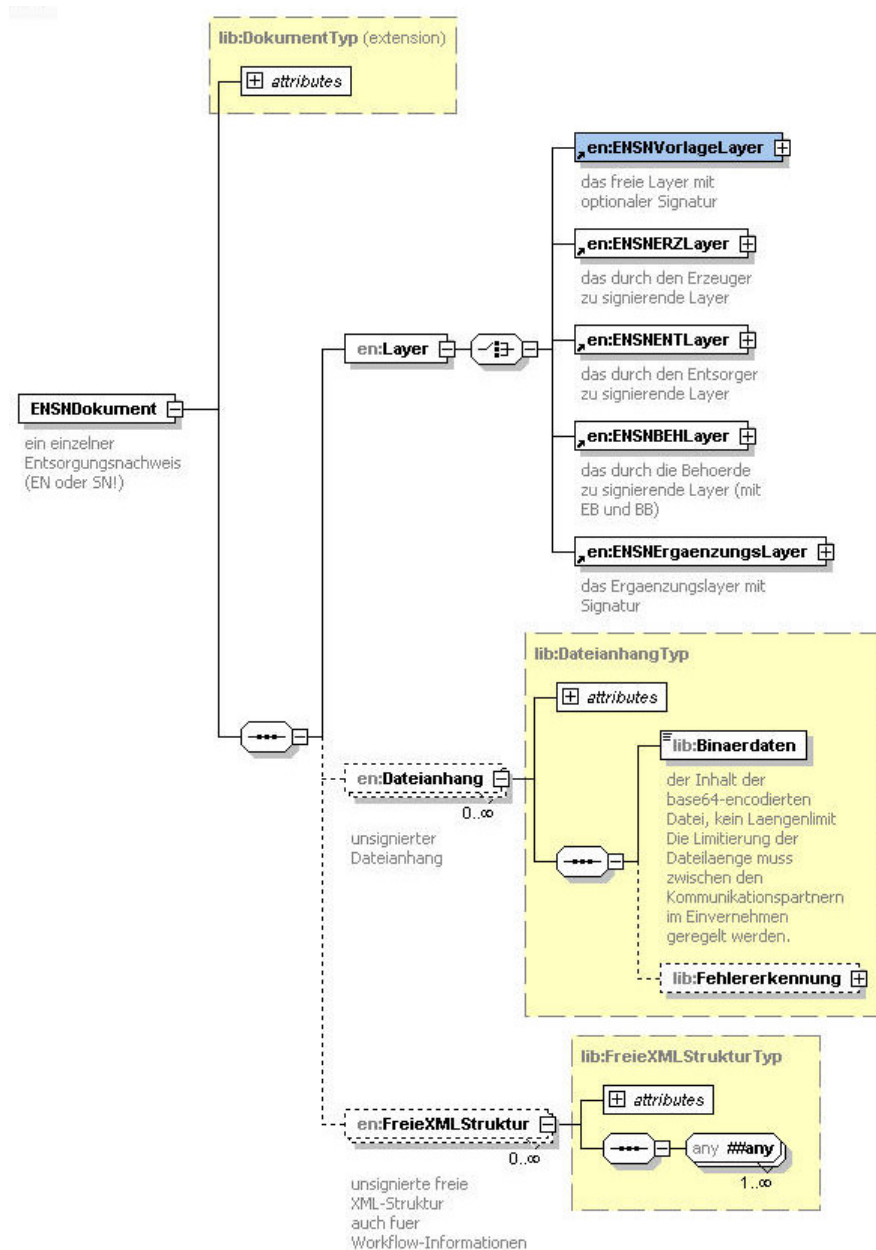 lib:DokumentTyp (extension)
attributes
en:ENSNVorlageLayer
das freie Layer mit
optionaler Signatur
en:ENSNERZLayer
das durch den Erzeuger
zu signierende Layer
en:Layer
en:ENSNENTLayer
das durch den Entsorger
zu signierende Layer
ENSNDokument
ein einzelner
Entsorgungsnachweis
(EN oder SN!)
en:ENSNBEHLayer
das durch die Behoerde
zu signierende Layer (mit
EB und BB)
en:ENSNErgaenzungsLayer
das Ergaenzungslayer mit
Signatur
lib:DateianhangTyp
attributes
en:Dateianhang
0..∞
unsignierter
Dateianhang
lib:Binaerdaten
der Inhalt der
base64-encodierten
Datei, kein Laengenlimit
Die Limitierung der
Dateilaenge muss
zwischen den
Kommunikationspartnern
im Einvernehmen
geregelt werden.
lib:Fehlererkennung
lib:FreieXMLStrukturTyp
attributes
en:FreieXMLStruktur
0..∞
unsignierte freie
XML-Struktur
auch fuer
Workflow-Informationen
any ##any
1..∞